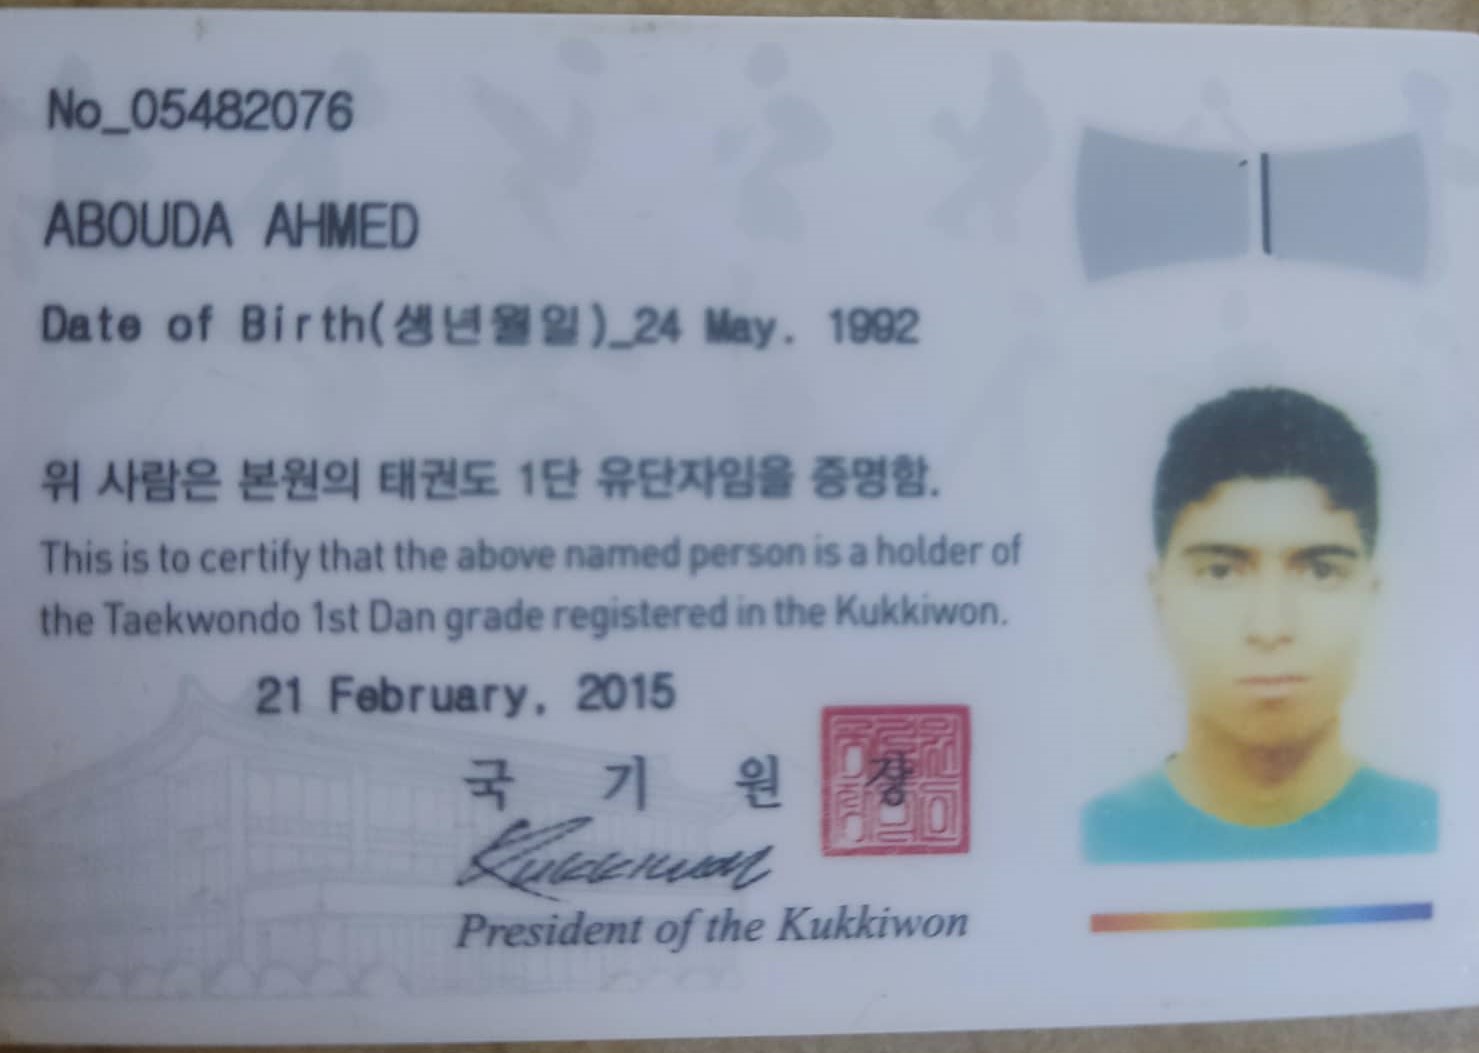 No_05482076
ABOUDA AHMED
Date of Birth(생년월일)_24 May. 1992
위 사람은 본원의 태권도 1단 유단자임을 증명함.
This is to certify that the above named person is a holder of
the Taekwondo 1st Dan grade registered in the Kukkiwon.
21 February, 2015
국 기 원 장
Kukkiwon
President of the Kukkiwon